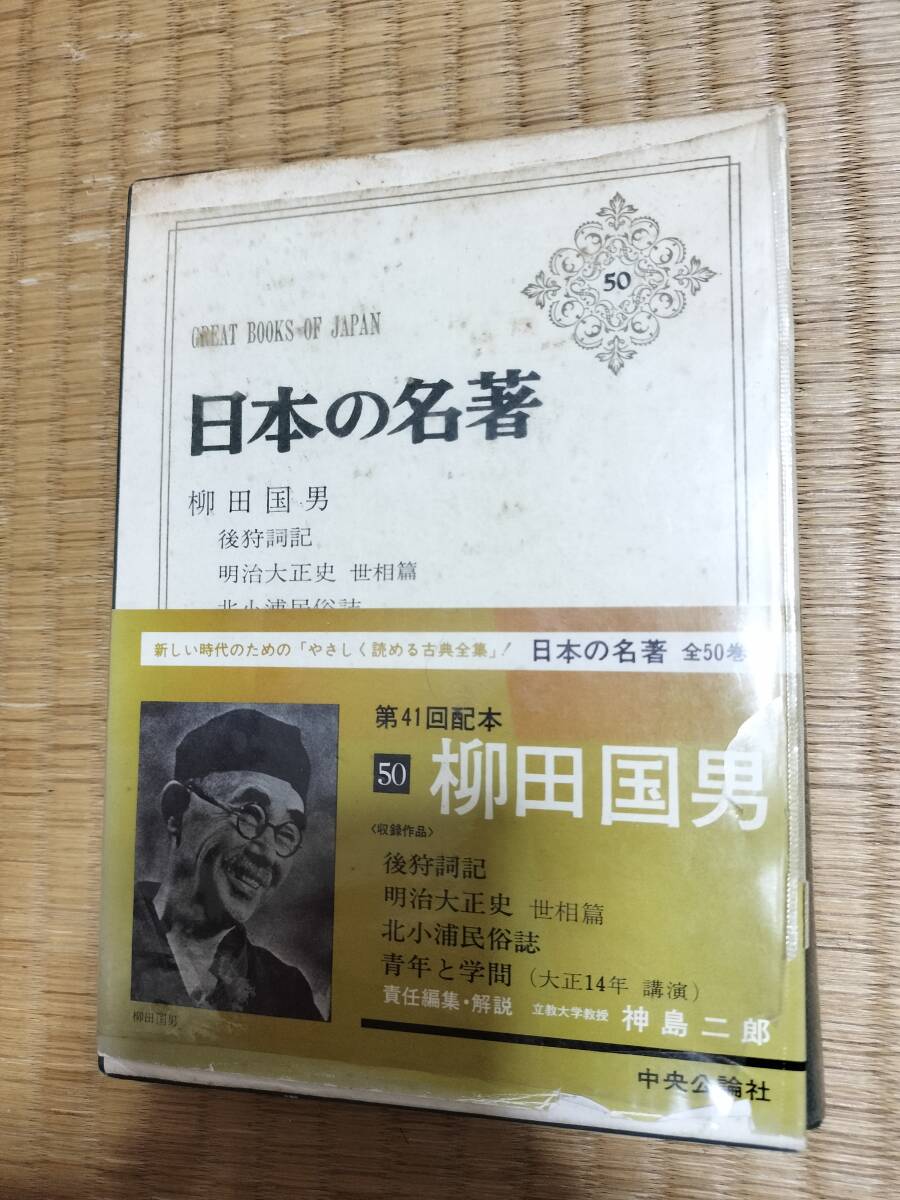 50
GREAT BOOKS OF JAPAN
日本の名著
柳田国男
後狩詞記
明治大正史 世相篇
北小浦民俗誌
新しい時代のための「やさしく読める古典全集」! 日本の名著 全50巻
第41回配本
50 柳田国男
〈収録作品〉
後狩詞記
明治大正史 世相篇
北小浦民俗誌
青年と学問 (大正14年 講演)
責任編集・解説 立教大学教授 神島二郎
柳田国男
中央公論社